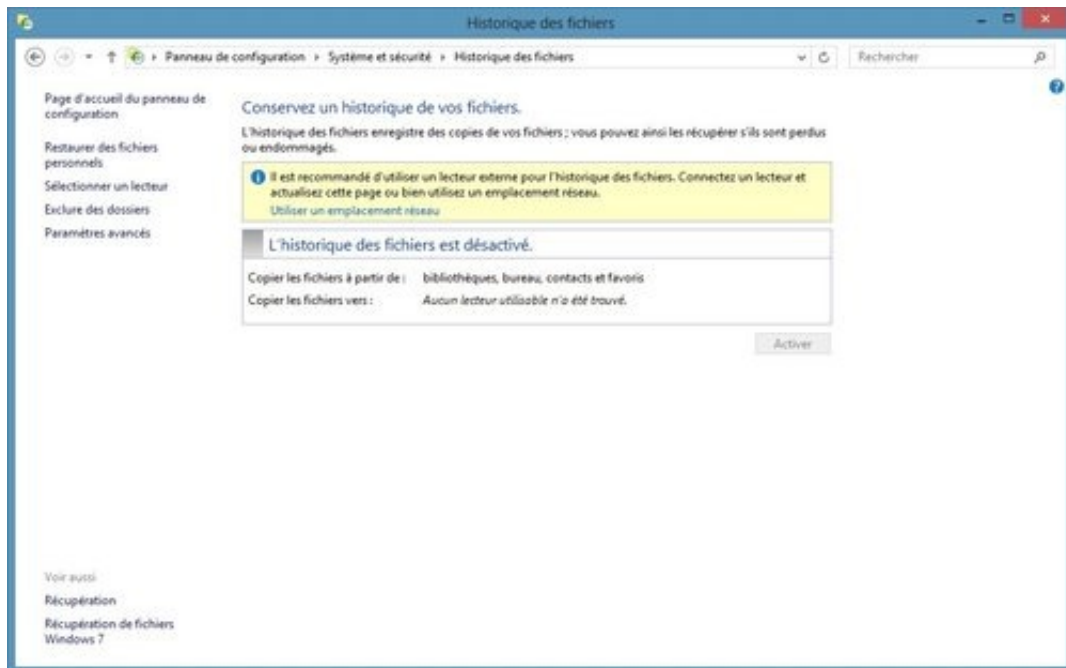 Historique des fichiers
Panneau de configuration
Système et sécurité
Historique des fichiers
Rechercher
Page d'accueil du panneau de
configuration
Restaurer des fichiers
personnels
Sélectionner un lecteur
Exclure des dossiers
Paramètres avancés
Conservez un historique de vos fichiers.
L'historique des fichiers enregistre des copies de vos fichiers ; vous pouvez ainsi les récupérer s'ils sont perdus
ou endommagés.
Il est recommandé d'utiliser un lecteur externe pour l'historique des fichiers. Connectez un lecteur et
actualisez cette page ou bien utilisez un emplacement réseau.
Utiliser un emplacement réseau
L'historique des fichiers est désactivé.
Copier les fichiers à partir de : bibliothèques, bureau, contacts et favoris
Copier les fichiers vers : Aucun lecteur utilisable n'a été trouvé.
Activer
Voir aussi
Récupération
Récupération de fichiers
Windows 7